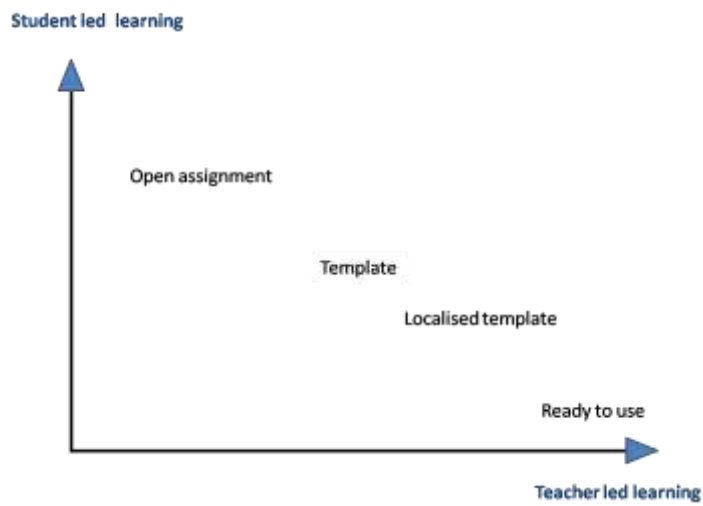 Student led learning
Open assignment
Template
Localised template
Ready to use
Teacher led learning